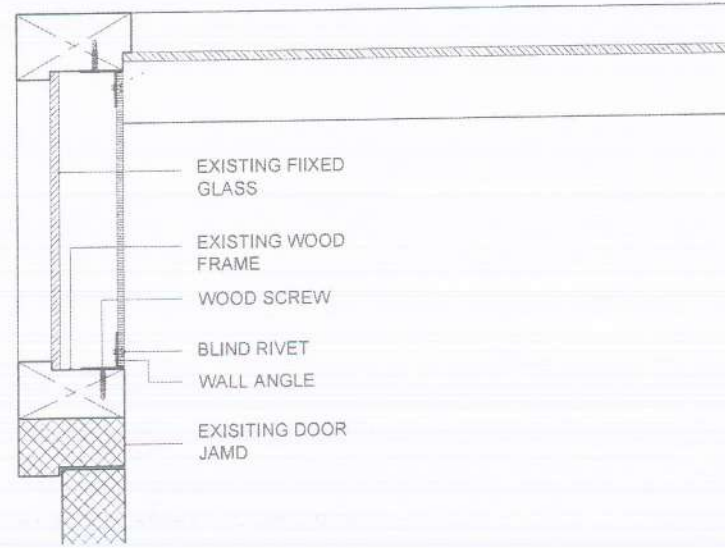 EXISTING FIIXED
GLASS
EXISTING WOOD
FRAME
WOOD SCREW
BLIND RIVET
WALL ANGLE
EXISITING DOOR
JAMD